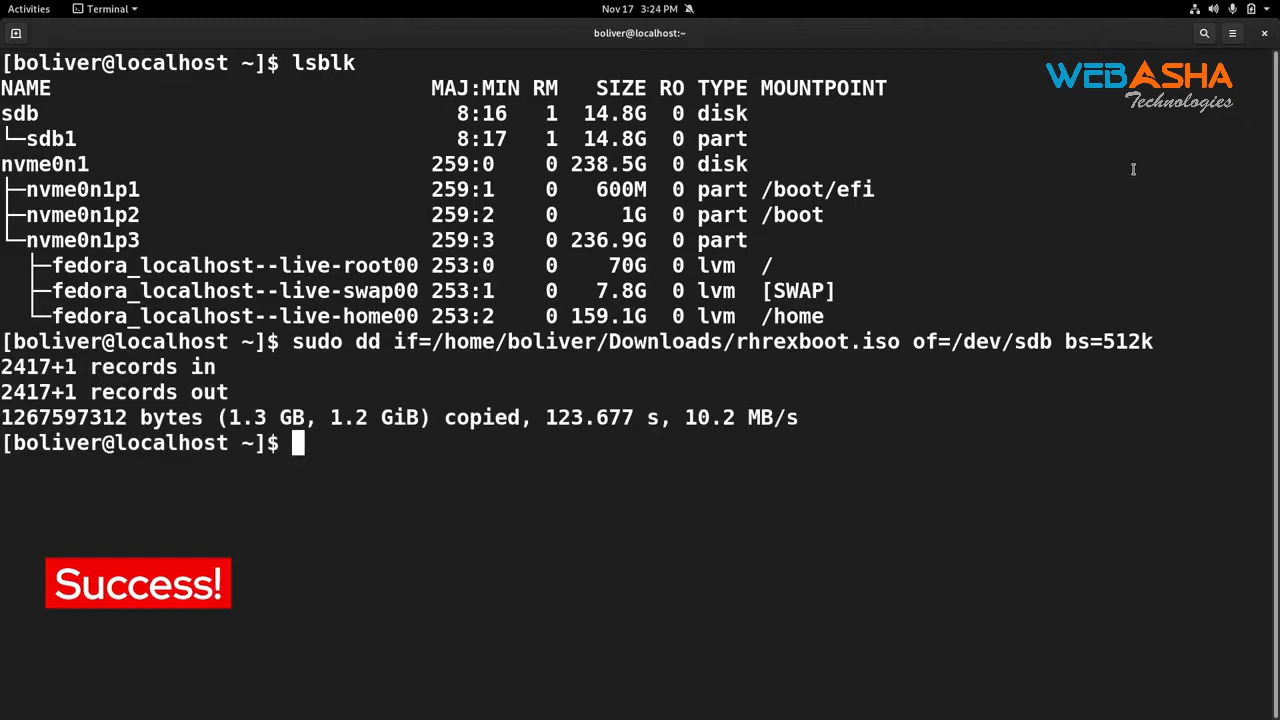 Activities Terminal Nov 17 3:24 PM
boliver@localhost:~
[boliver@localhost ~]$ lsblk
WEBASHA
Technologies
NAME MAJ:MIN RM SIZE RO TYPE MOUNTPOINT
sdb 8:16 1 14.8G 0 disk
└─sdb1 8:17 1 14.8G 0 part
nvme0n1 259:0 0 238.5G 0 disk
├─nvme0n1p1 259:1 0 600M 0 part /boot/efi
├─nvme0n1p2 259:2 0 1G 0 part /boot
└─nvme0n1p3 259:3 0 236.9G 0 part
├─fedora_localhost--live-root00 253:0 0 70G 0 lvm /
├─fedora_localhost--live-swap00 253:1 0 7.8G 0 lvm [SWAP]
└─fedora_localhost--live-home00 253:2 0 159.1G 0 lvm /home
[boliver@localhost ~]$ sudo dd if=/home/boliver/Downloads/rhrexboot.iso of=/dev/sdb bs=512k
2417+1 records in
2417+1 records out
1267597312 bytes (1.3 GB, 1.2 GiB) copied, 123.677 s, 10.2 MB/s
[boliver@localhost ~]$
Success!